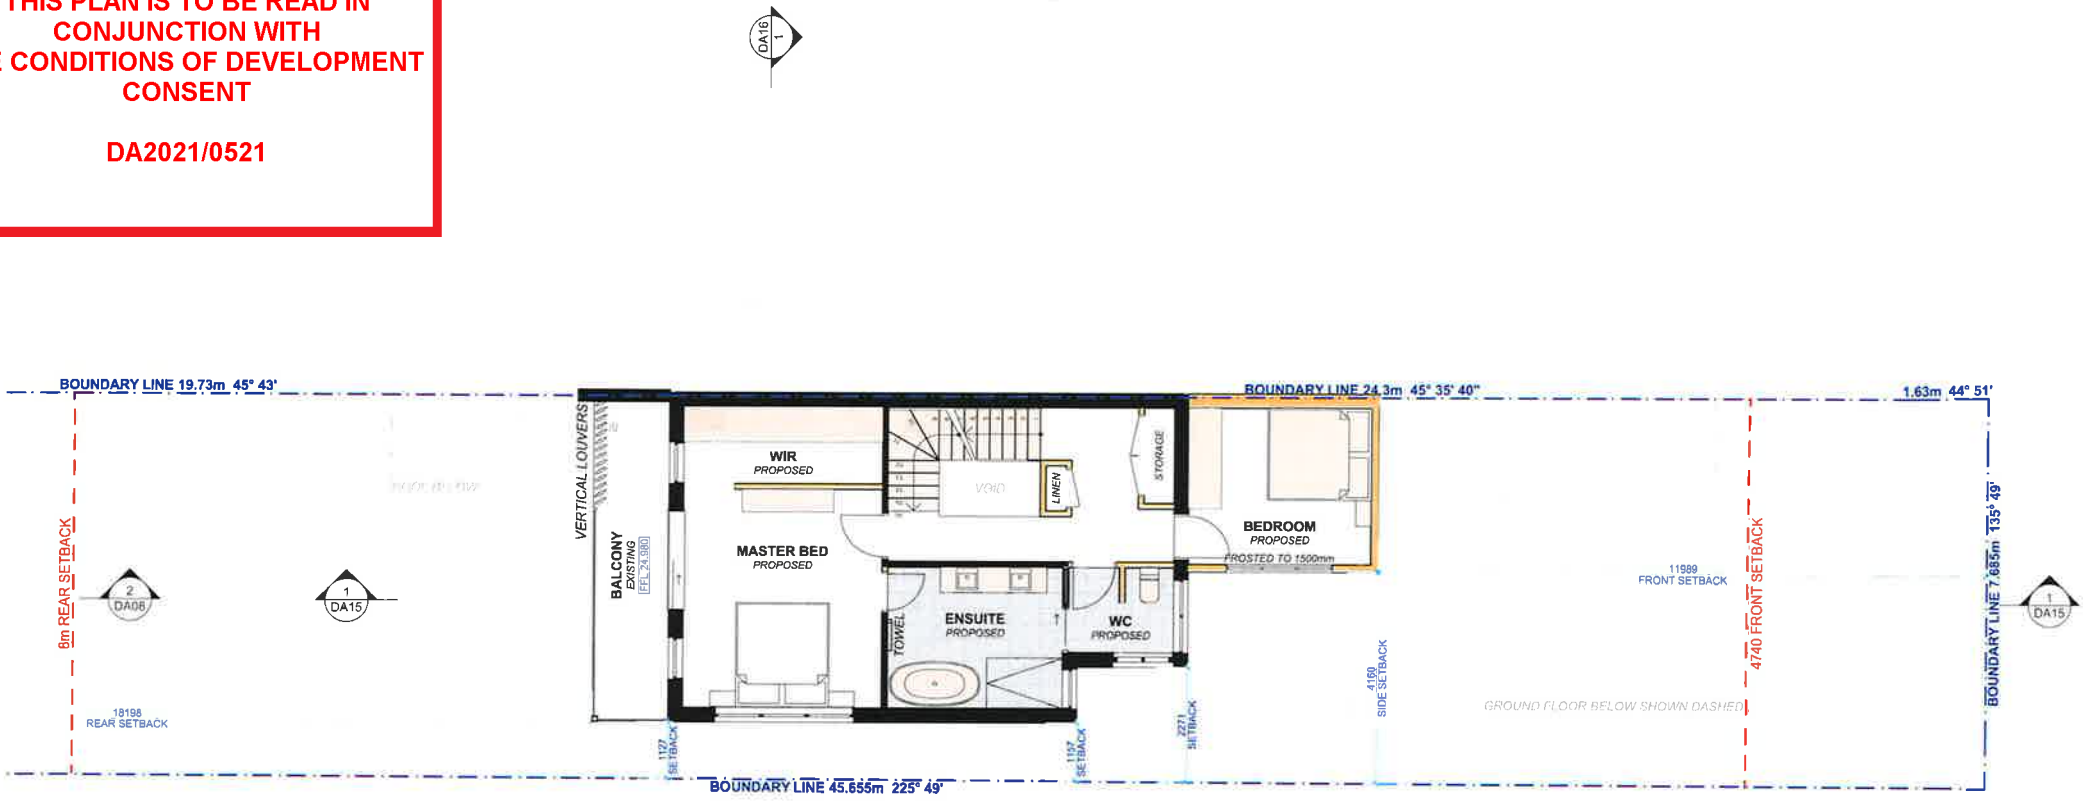 THIS PLAN IS TO BE READ IN
CONJUNCTION WITH
CONDITIONS OF DEVELOPMENT
CONSENT
DA2021/0521
DA16
1
BOUNDARY LINE 19.73m 45° 43'
BOUNDARY LINE 24.3m 45° 35' 40"
1.63m 44° 51'
8m REAR SETBACK
2
DA08
1
DA15
18198
REAR SETBACK
VERTICAL LOUVERS
BALCONY
EXISTING
FFL 24.980
WIR
PROPOSED
MASTER BED
PROPOSED
VOID
LINEN
STORAGE
BEDROOM
PROPOSED
FROSTED TO 1500mm
TOWEL
ENSUITE
PROPOSED
WC
PROPOSED
1127
SETBACK
1157
SETBACK
2271
SETBACK
4160
SIDE SETBACK
11989
FRONT SETBACK
4740 FRONT SETBACK
GROUND FLOOR BELOW SHOWN DASHED
BOUNDARY LINE 7.685m 135° 49'
1
DA15
BOUNDARY LINE 45.655m 225° 49'